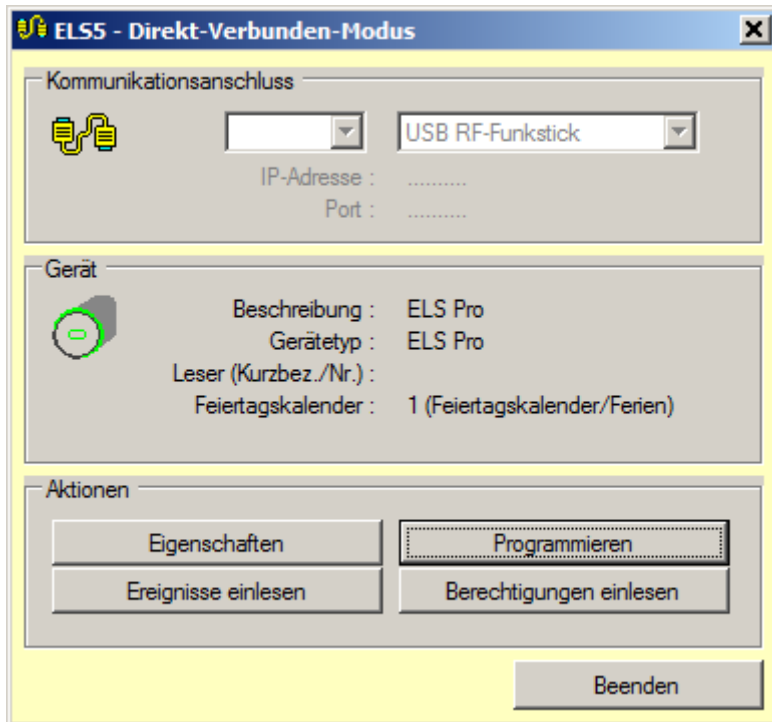 ELS5 - Direkt-Verbunden-Modus
Kommunikationsanschluss
USB RF-Funkstick
IP-Adresse : ..........
Port : ..........
Gerät
Beschreibung : ELS Pro
Gerätetyp : ELS Pro
Leser (Kurzbez./Nr.) :
Feiertagskalender : 1 (Feiertagskalender/Ferien)
Aktionen
Eigenschaften Programmieren
Ereignisse einlesen Berechtigungen einlesen
Beenden